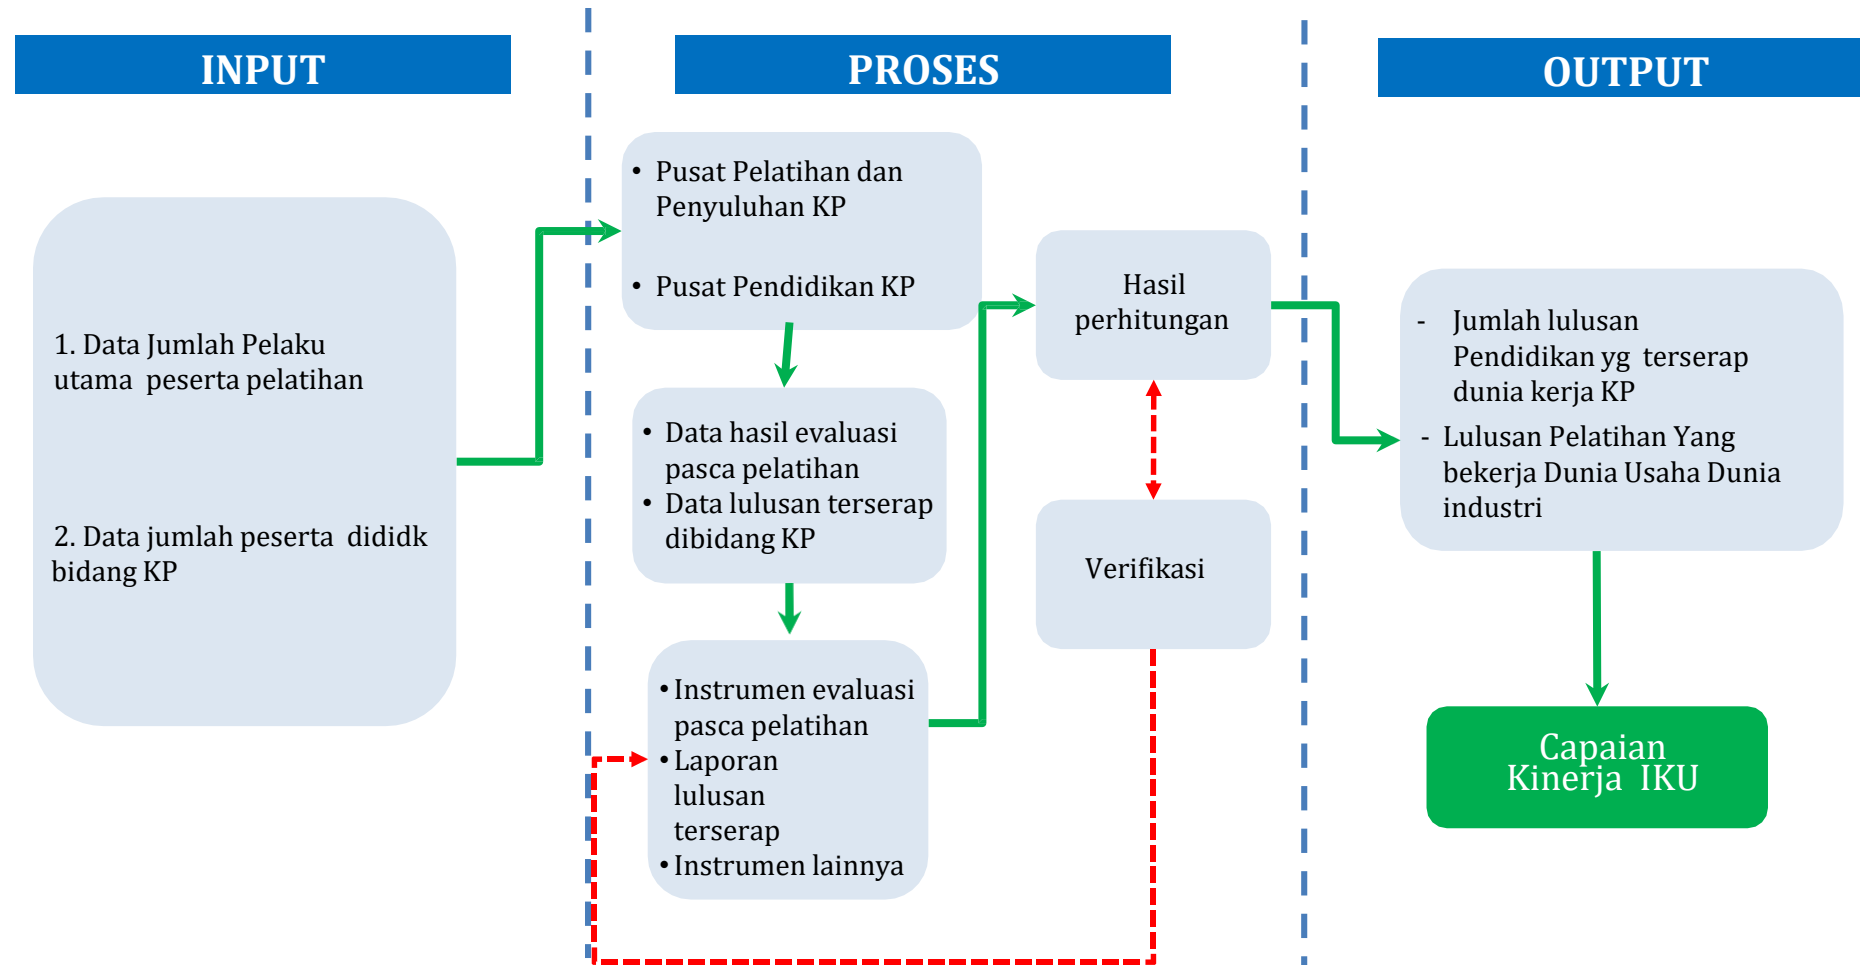 INPUT
PROSES
OUTPUT
1. Data Jumlah Pelaku
utama peserta pelatihan
2. Data jumlah peserta dididk
bidang KP
• Pusat Pelatihan dan
Penyuluhan KP
• Pusat Pendidikan KP
• Data hasil evaluasi
pasca pelatihan
• Data lulusan terserap
dibidang KP
• Instrumen evaluasi
pasca pelatihan
• Laporan
lulusan
terserap
• Instrumen lainnya
Hasil
perhitungan
Verifikasi
- Jumlah lulusan
Pendidikan yg terserap
dunia kerja KP
- Lulusan Pelatihan Yang
bekerja Dunia Usaha Dunia
industri
Capaian
Kinerja IKU